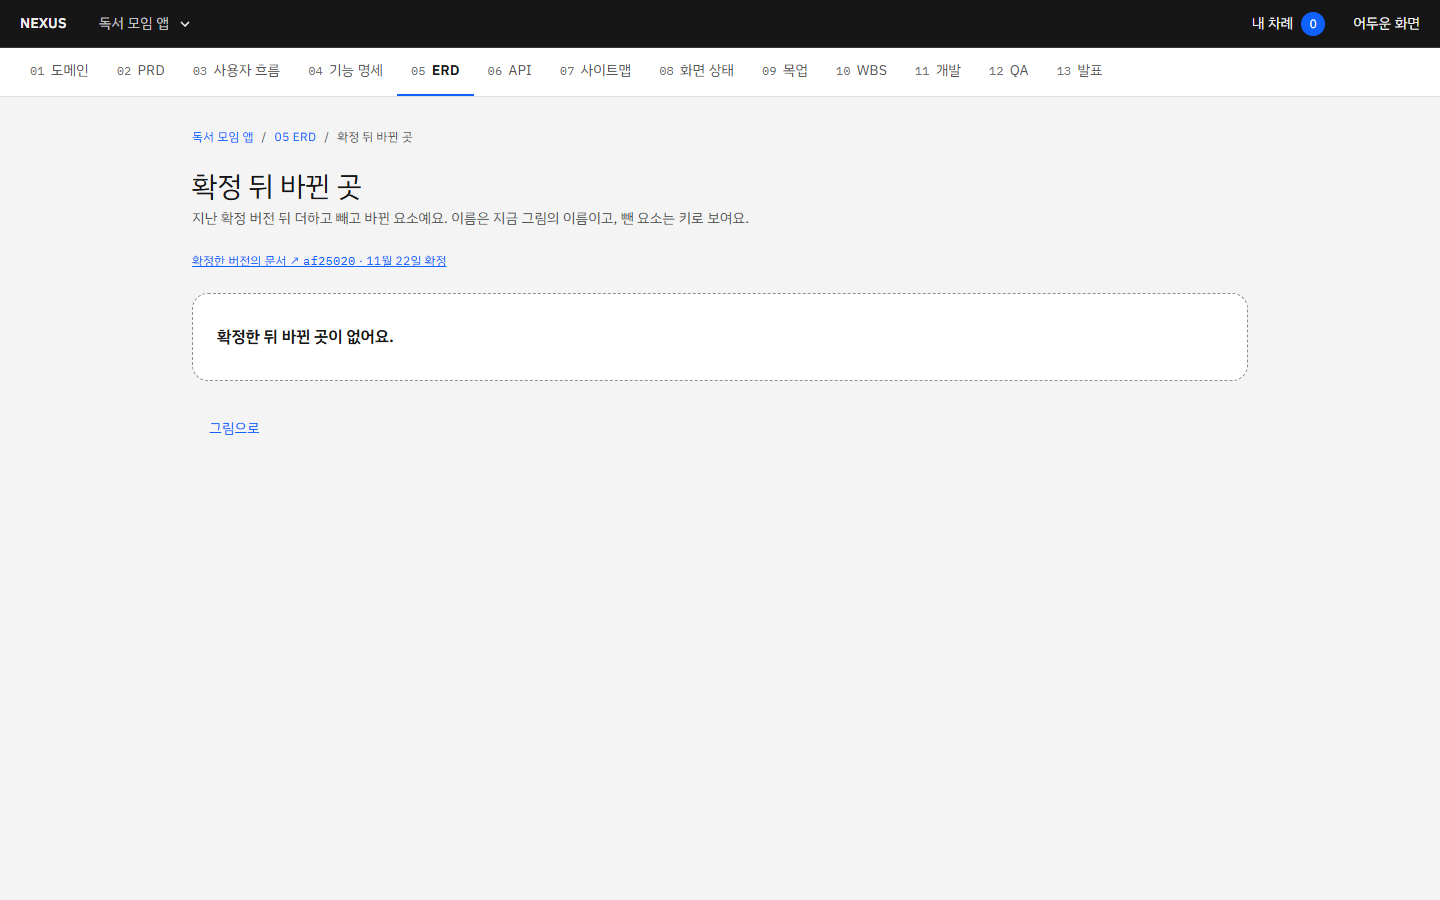 NEXUS 독서 모임 앱 내 차례 0 어두운 화면
01 도메인 02 PRD 03 사용자 흐름 04 기능 명세 05 ERD 06 API 07 사이트맵 08 화면 상태 09 목업 10 WBS 11 개발 12 QA 13 발표
독서 모임 앱 / 05 ERD / 확정 뒤 바뀐 곳
확정 뒤 바뀐 곳
지난 확정 버전 뒤 더하고 빼고 바뀐 요소예요. 이름은 지금 그림의 이름이고, 뺀 요소는 키로 보여요.
확정한 버전의 문서 ↗ af25020 · 11월 22일 확정
확정한 뒤 바뀐 곳이 없어요.
그림으로